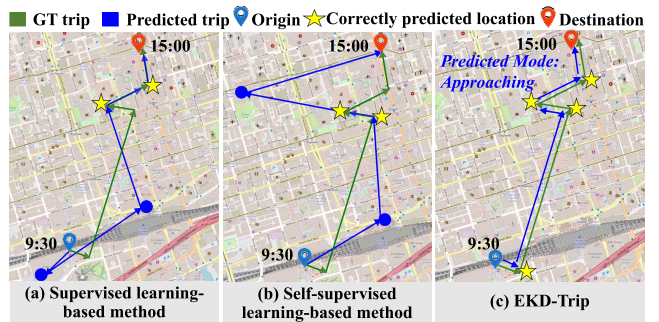 GT trip Predicted trip Origin Correctly predicted location Destination
15:00 15:00 15:00
Predicted Mode:
Approaching
9:30 9:30 9:30
(a) Supervised learning-
based method
(b) Self-supervised
learning-based method
(c) EKD-Trip